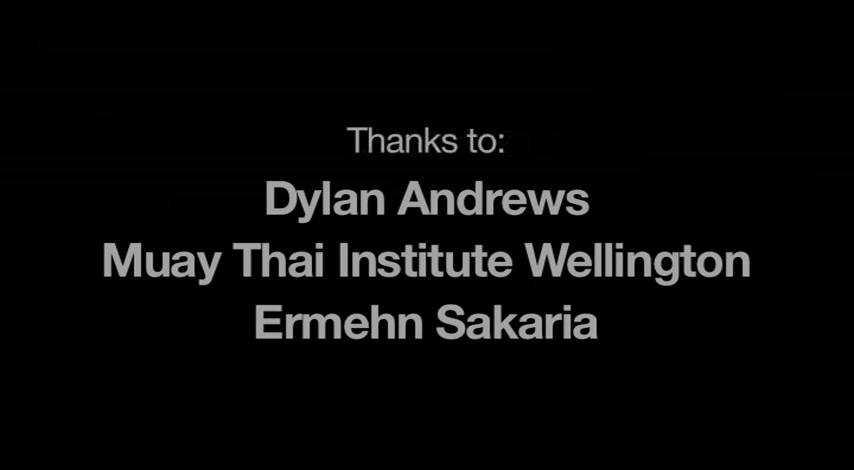 Thanks to:
Dylan Andrews
Muay Thai Institute Wellington
Ermehn Sakaria